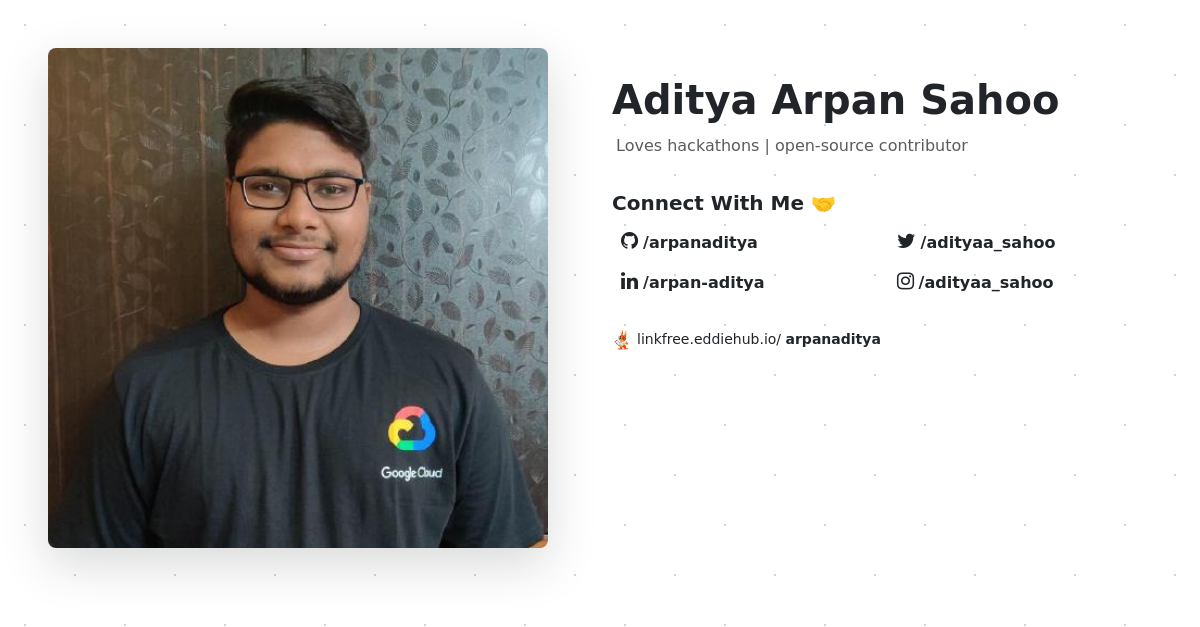 Aditya Arpan Sahoo
Loves hackathons | open-source contributor
Connect With Me 🤝
/arpanaditya
/adityaa_sahoo
/arpan-aditya
/adityaa_sahoo
linkfree.eddiehub.io/ arpanaditya
Google Cloud